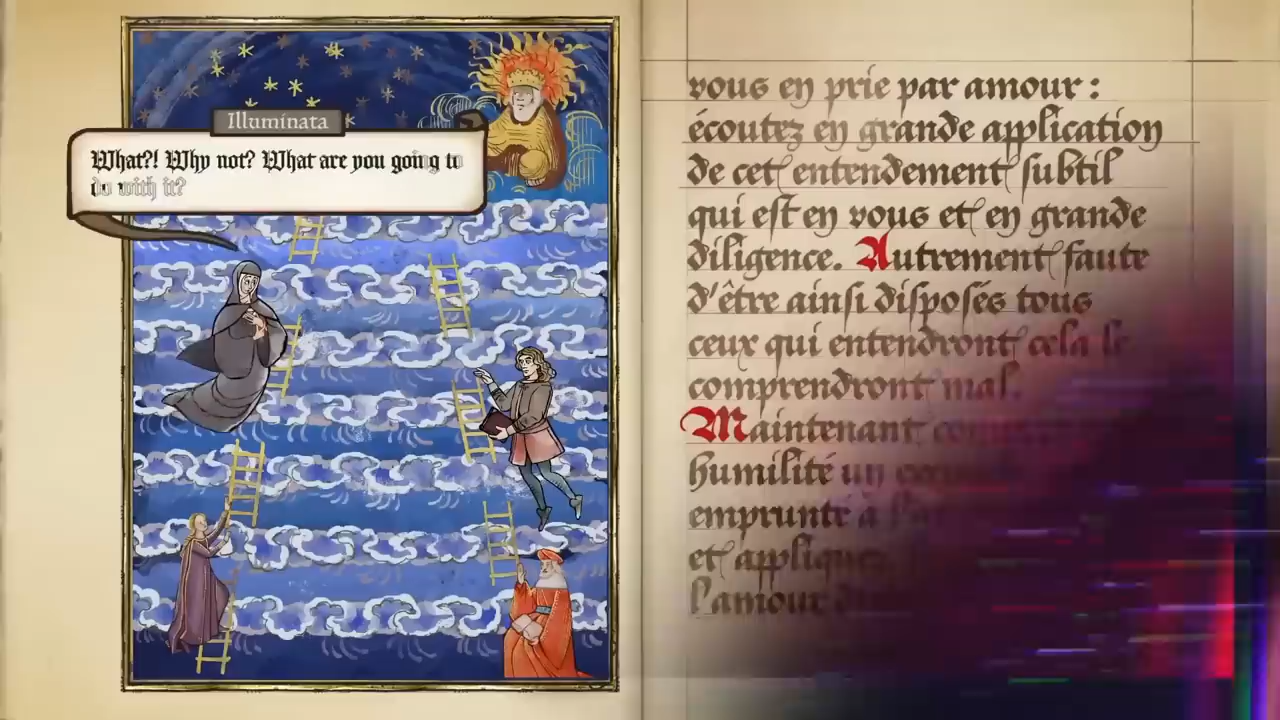 Illuminata
What?! Why not? What are you going to
do with it?
vous en prie par amour :
écoutez en grande application
de cet entendement subtil
qui est en vous et en grande
diligence. Autrement faute
d'être ainsi disposés tous
ceux qui entendront cela le
comprendront mal.
Maintenant
humilité un
emprunté à
et appliquez
l'amour